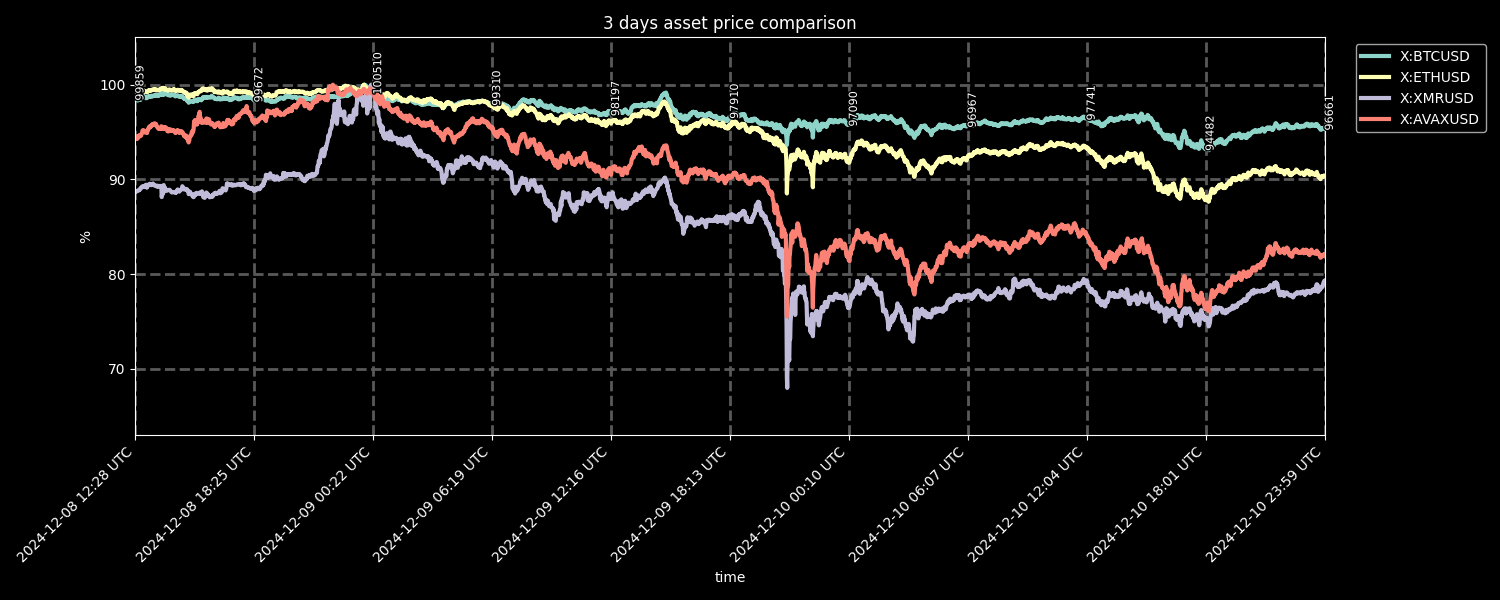 3 days asset price comparison
X:BTCUSD
X:ETHUSD
X:XMRUSD
X:AVAXUSD
%
100
90
80
70
99859
99672
100510
99310
98197
97910
97090
96967
97741
94482
96661
2024-12-08 12:28 UTC
2024-12-08 18:25 UTC
2024-12-09 00:22 UTC
2024-12-09 06:19 UTC
2024-12-09 12:16 UTC
2024-12-09 18:13 UTC
2024-12-10 00:10 UTC
2024-12-10 06:07 UTC
2024-12-10 12:04 UTC
2024-12-10 18:01 UTC
2024-12-10 23:59 UTC
time